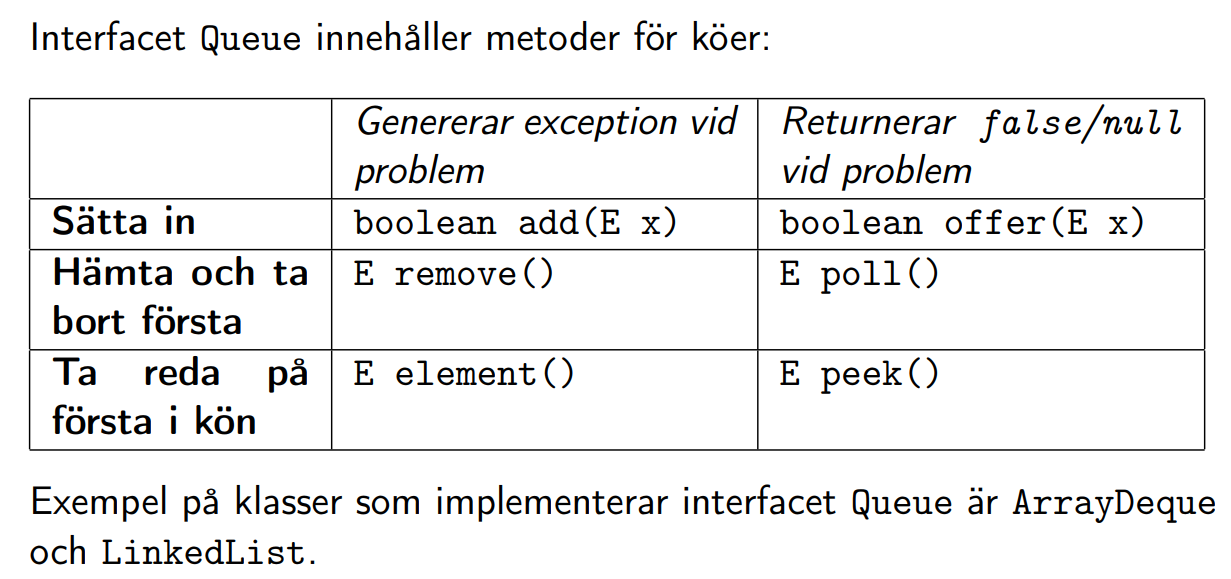 Interfacet Queue innehåller metoder för köer:
Genererar exception vid problem
Returnerar false/null vid problem
Sätta in
boolean add(E x)
boolean offer(E x)
Hämta och ta bort första
E remove()
E poll()
Ta reda på första i kön
E element()
E peek()
Exempel på klasser som implementerar interfacet Queue är ArrayDeque
och LinkedList.